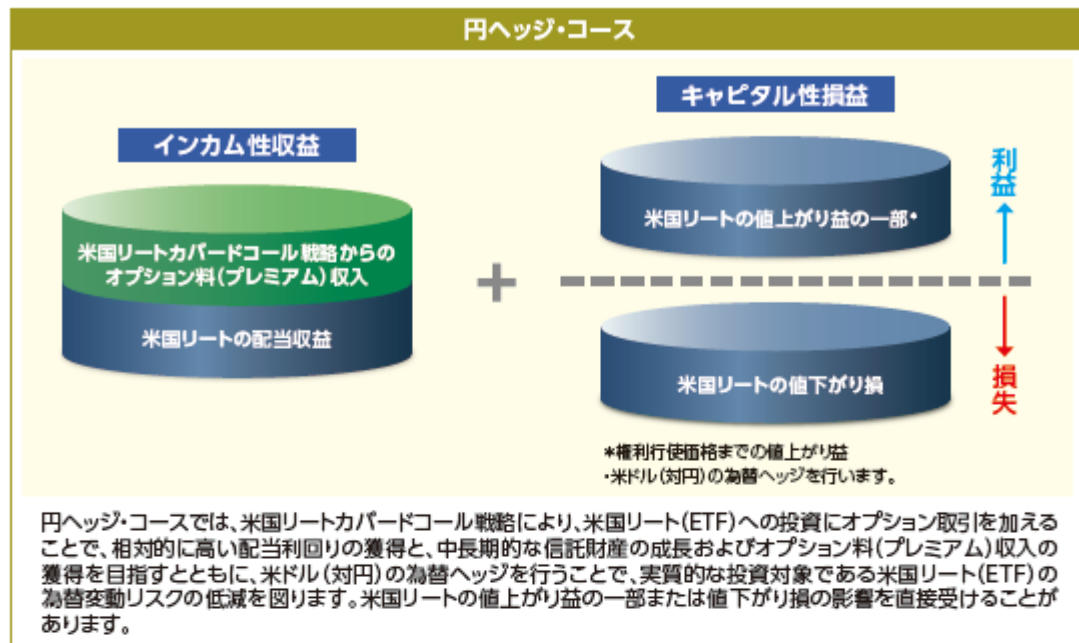 円ヘッジ・コース
インカム性収益
米国リートカバードコール戦略からの
オプション料(プレミアム)収入
米国リートの配当収益
+
キャピタル性損益
米国リートの値上がり益の一部*
利益
米国リートの値下がり損
損失
*権利行使価格までの値上がり益
・米ドル(対円)の為替ヘッジを行います。
円ヘッジ・コースでは、米国リートカバードコール戦略により、米国リート(ETF)への投資にオプション取引を加える
ことで、相対的に高い配当利回りの獲得と、中長期的な信託財産の成長およびオプション料(プレミアム)収入の
獲得を目指すとともに、米ドル(対円)の為替ヘッジを行うことで、実質的な投資対象である米国リート(ETF)の
為替変動リスクの低減を図ります。米国リートの値上がり益の一部または値下がり損の影響を直接受けることが
あります。